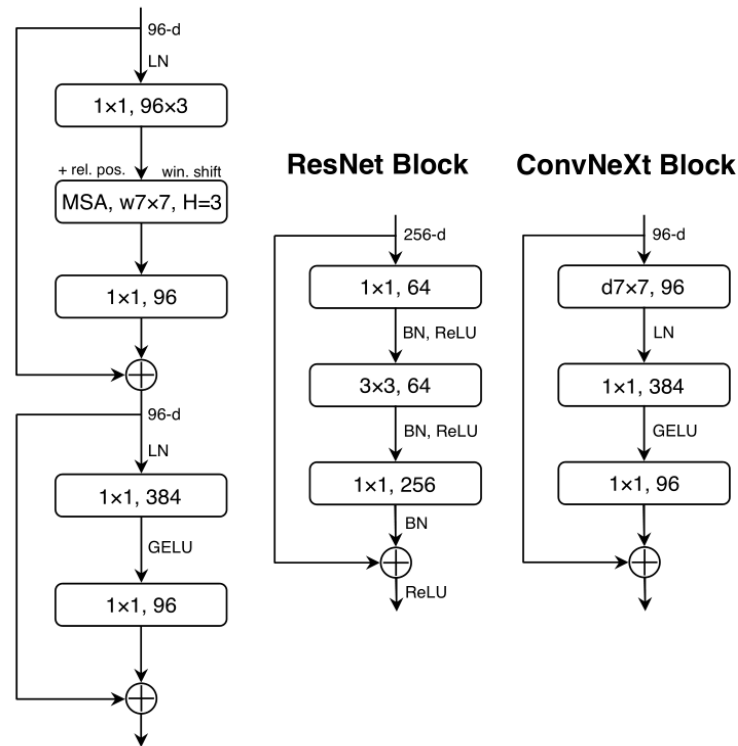 96-d
LN
1×1, 96×3
+ rel. pos. win. shift
MSA, w7×7, H=3
1×1, 96
96-d
LN
1×1, 384
GELU
1×1, 96
ResNet Block
256-d
1×1, 64
BN, ReLU
3×3, 64
BN, ReLU
1×1, 256
BN
ReLU
ConvNeXt Block
96-d
d7×7, 96
LN
1×1, 384
GELU
1×1, 96